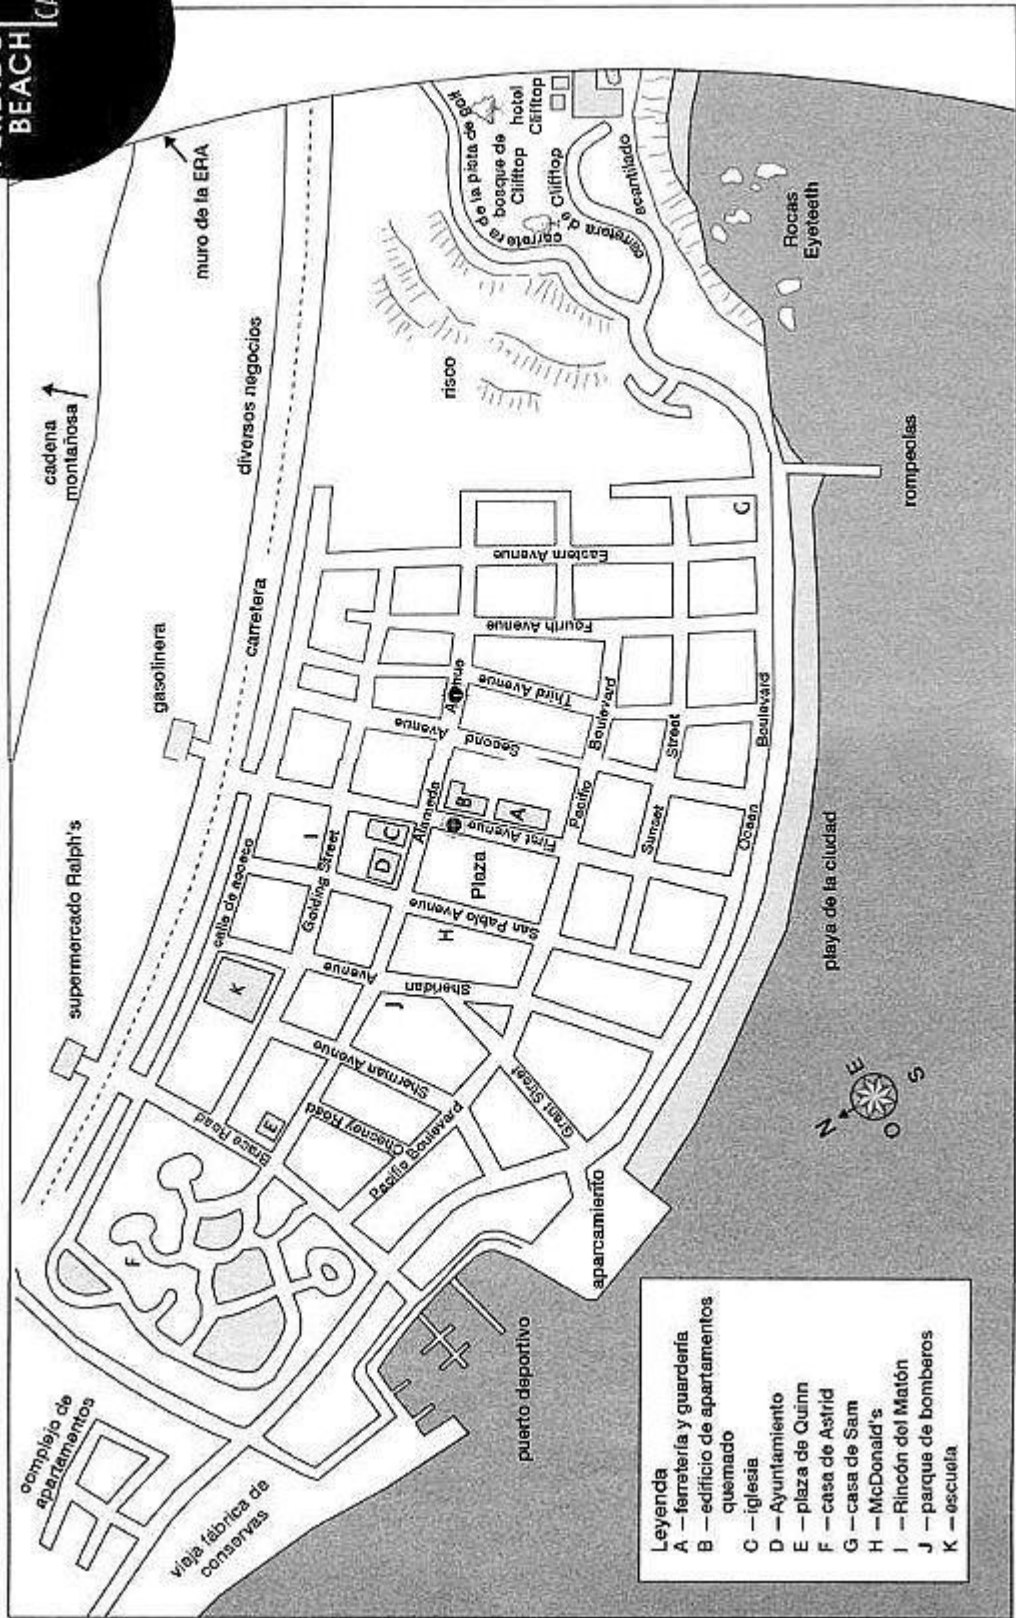 BEACH
muro de la ERA
cadena
montañosa
diversos negocios
carretera
gasolinera
supermercado Ralph's
calle de acceso
carretera de la pista de golf
bosque de
Clifftop
hotel
Clifftop
carretera de Clifftop
acantilado
Rocas
Eyeteeth
risco
rompeolas
playa de la ciudad
Eastern Avenue
Fourth Avenue
Third Avenue
Second Avenue
First Avenue
Alameda Avenue
Golding Street
San Pablo Avenue
Sheridan Avenue
Sherman Avenue
Chesney Road
Brace Road
Pacific Boulevard
Pacific Boulevard
Sunset Street
Ocean Boulevard
Grant Street
Plaza
A
B
C
D
E
F
G
H
I
J
K
aparcamiento
puerto deportivo
complejo de
apartamentos
vieja fábrica de
conservas
N
E
S
O
Leyenda
A – ferretería y guardería
B – edificio de apartamentos
quemado
C – iglesia
D – Ayuntamiento
E – plaza de Quinn
F – casa de Astrid
G – casa de Sam
H – McDonald's
I – Rincón del Matón
J – parque de bomberos
K – escuela